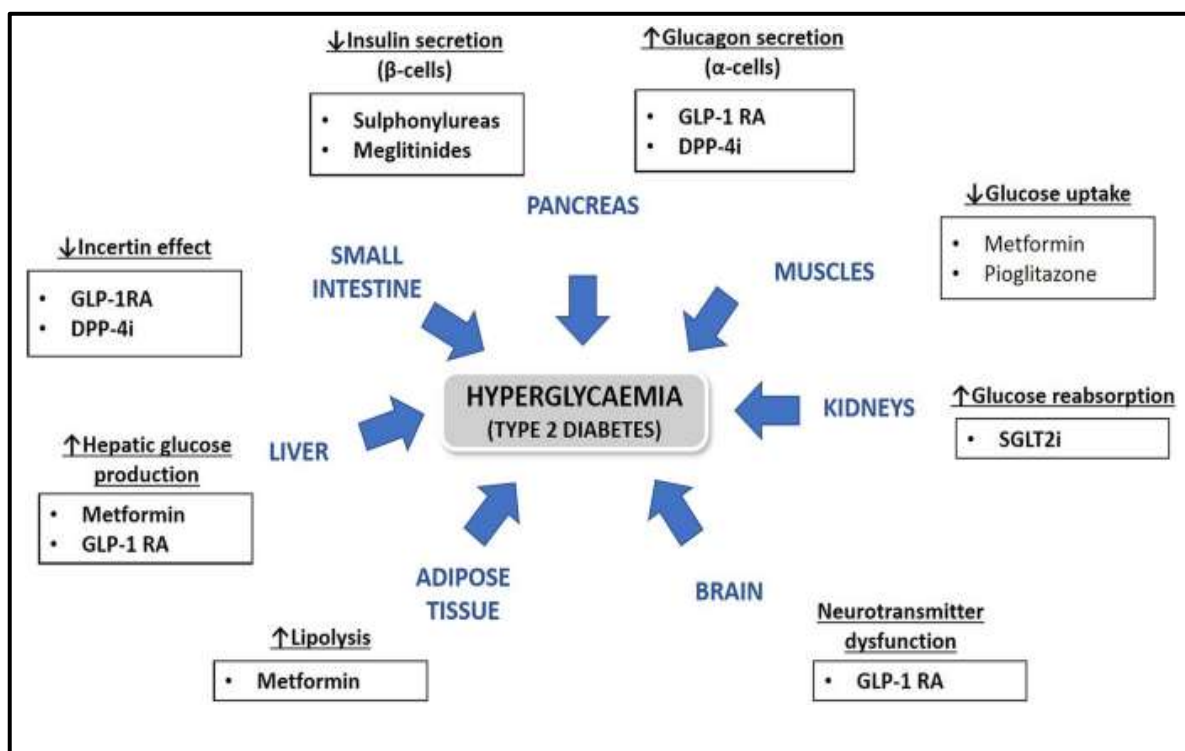 ↓Insulin secretion
(β-cells)
• Sulphonylureas
• Meglitinides
↑Glucagon secretion
(α-cells)
• GLP-1 RA
• DPP-4i
PANCREAS
↓Glucose uptake
• Metformin
• Pioglitazone
MUSCLES
↓Incertin effect
• GLP-1RA
• DPP-4i
SMALL
INTESTINE
HYPERGLYCAEMIA
(TYPE 2 DIABETES)
KIDNEYS
↑Glucose reabsorption
• SGLT2i
LIVER
↑Hepatic glucose
production
• Metformin
• GLP-1 RA
ADIPOSE
TISSUE
↑Lipolysis
• Metformin
BRAIN
Neurotransmitter
dysfunction
• GLP-1 RA